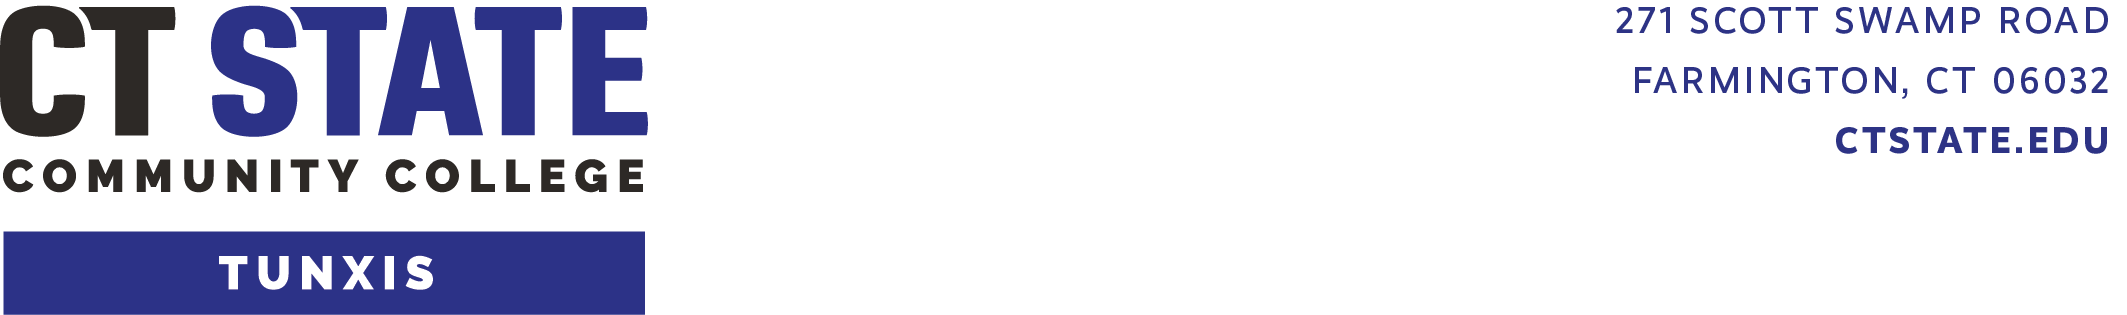 CT STATE
COMMUNITY COLLEGE
TUNXIS
271 SCOTT SWAMP ROAD
FARMINGTON, CT 06032
CTSTATE.EDU